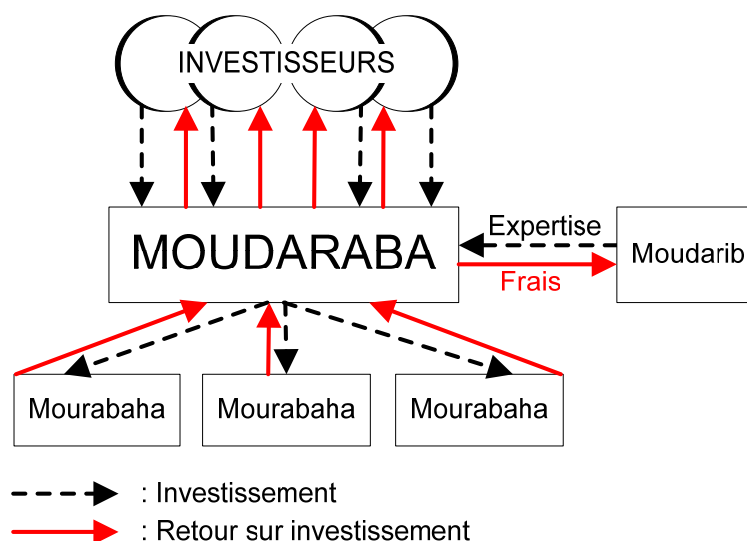 INVESTISSEURS
MOUDARABA
Expertise
Frais
Moudarib
Mourabaha
Mourabaha
Mourabaha
: Investissement
: Retour sur investissement